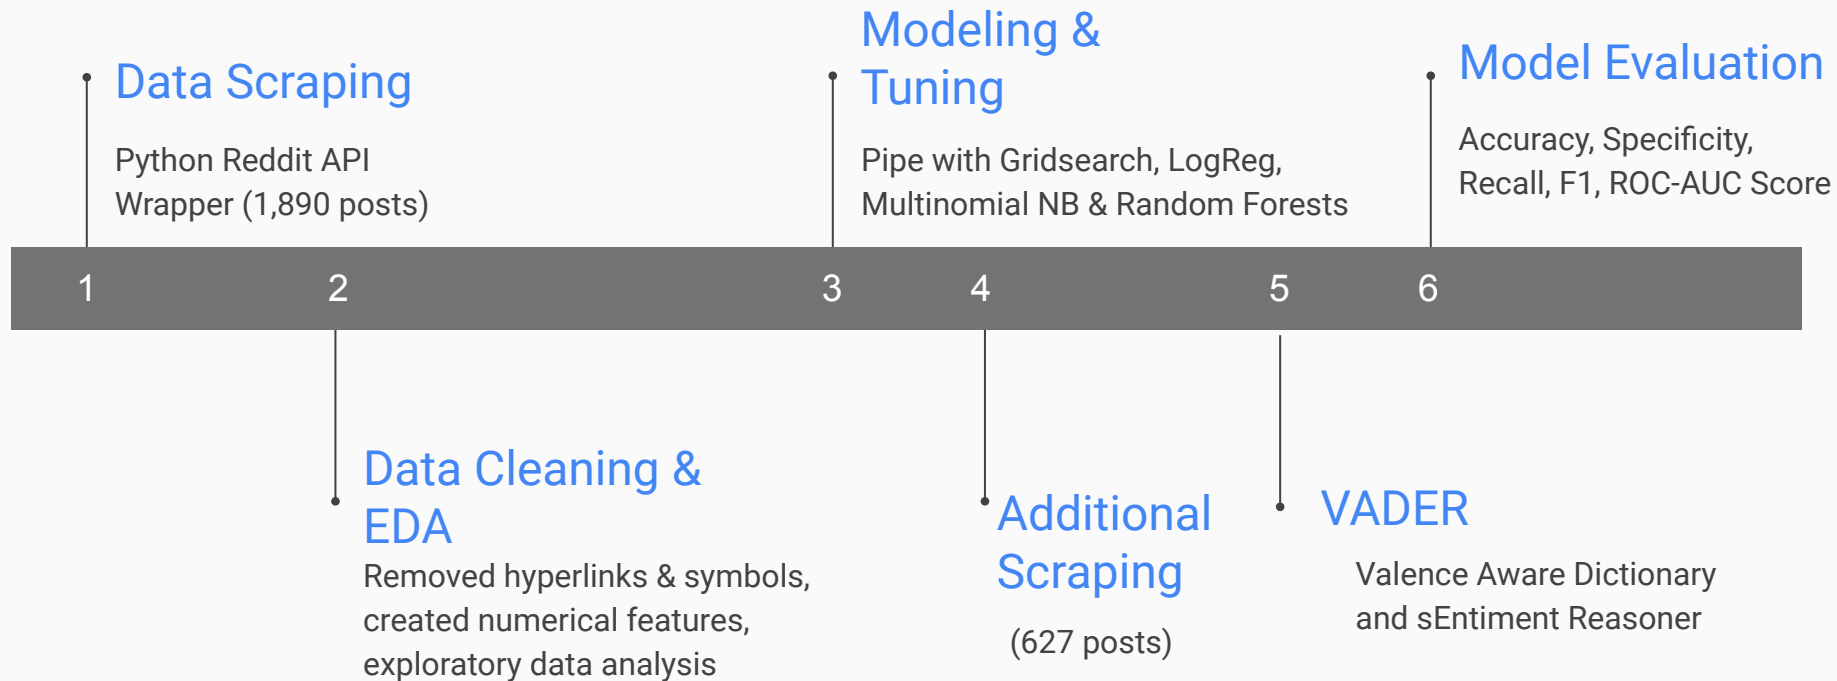 Data Scraping
Python Reddit API
Wrapper (1,890 posts)
Modeling &
Tuning
Pipe with Gridsearch, LogReg,
Multinomial NB & Random Forests
Model Evaluation
Accuracy, Specificity,
Recall, F1, ROC-AUC Score
1 2 3 4 5 6
Data Cleaning &
EDA
Removed hyperlinks & symbols,
created numerical features,
exploratory data analysis
Additional
Scraping
(627 posts)
VADER
Valence Aware Dictionary
and sEntiment Reasoner